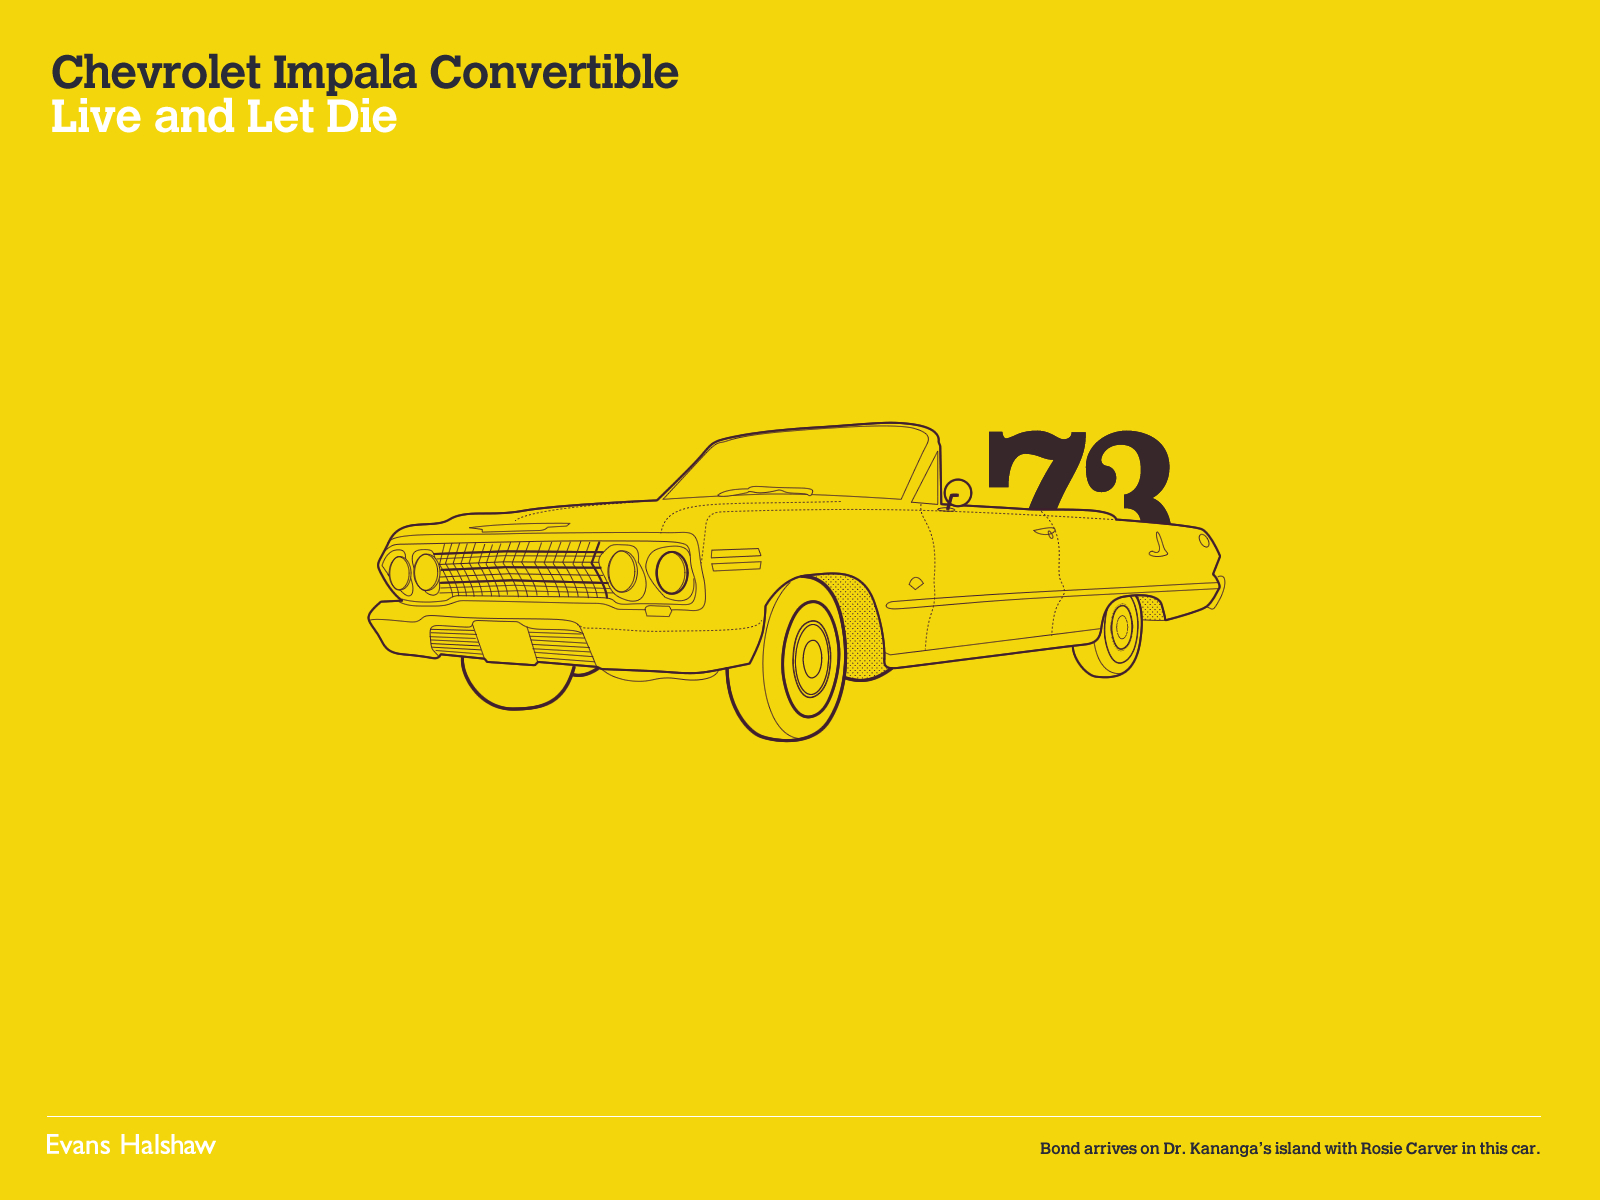 Chevrolet Impala Convertible
Live and Let Die
73
Evans Halshaw
Bond arrives on Dr. Kananga's island with Rosie Carver in this car.